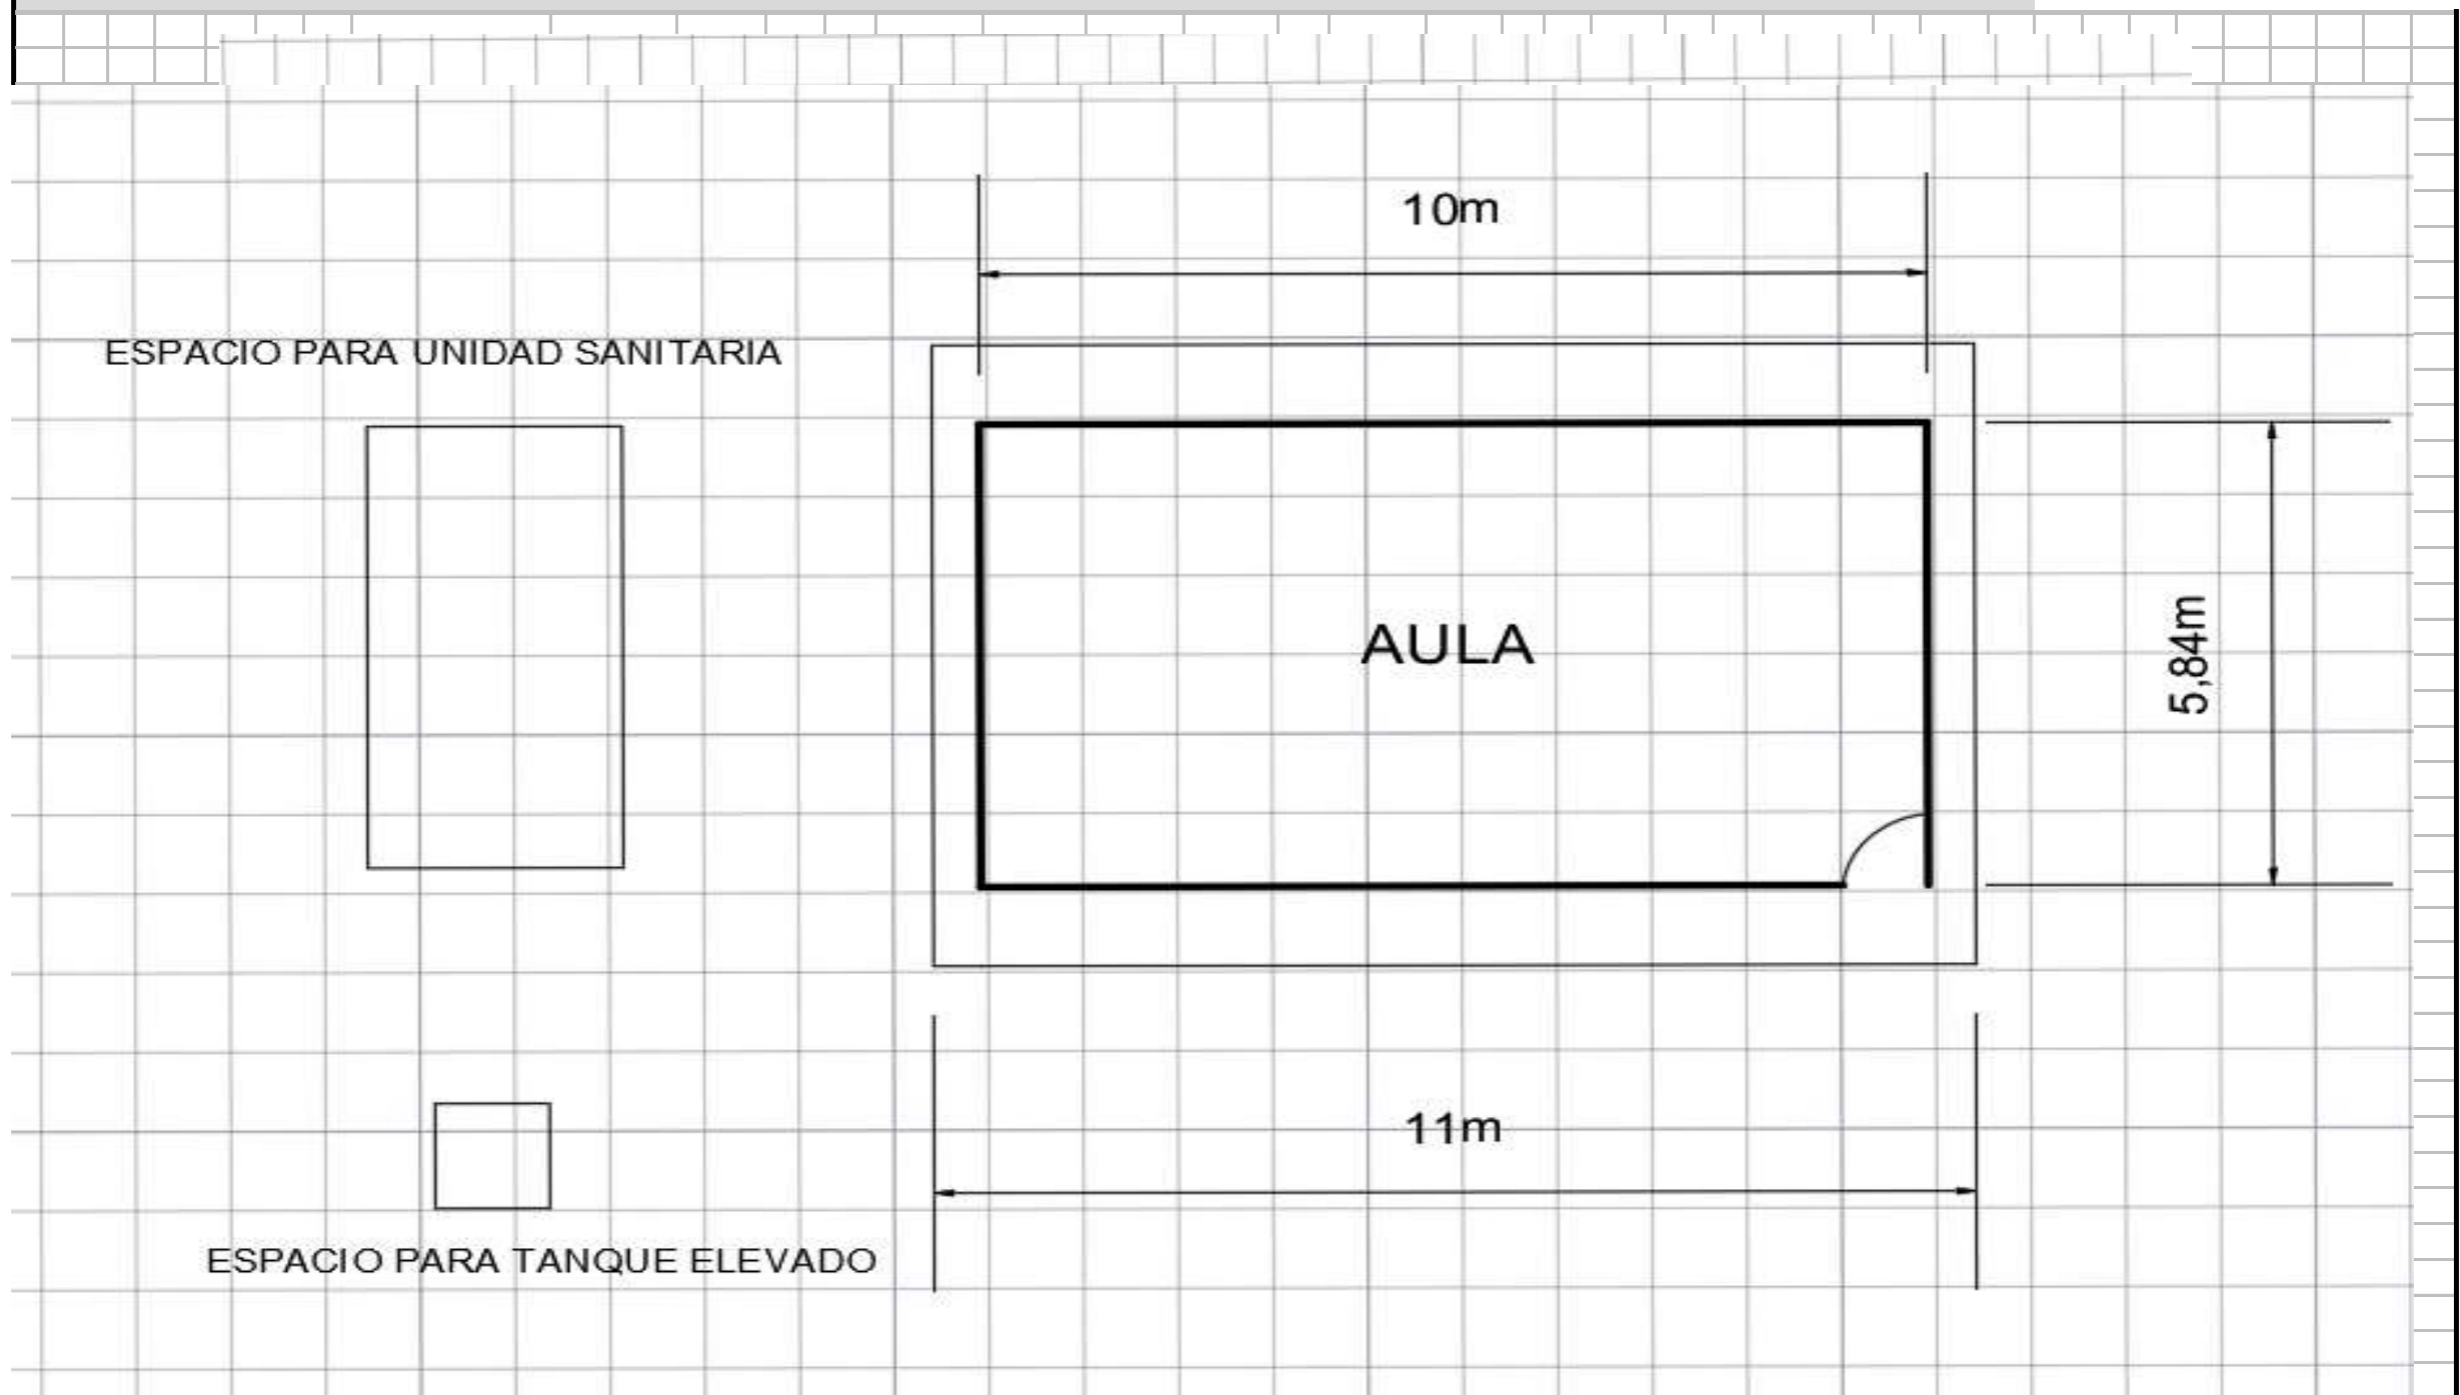 10m
ESPACIO PARA UNIDAD SANITARIA
AULA
5,84m
11m
ESPACIO PARA TANQUE ELEVADO